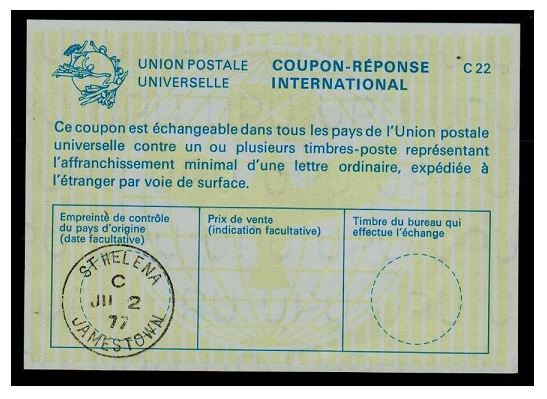 UNION POSTALE
UNIVERSELLE
COUPON-RÉPONSE
INTERNATIONAL
C 22
Ce coupon est échangeable dans tous les pays de l'Union postale
universelle contre un ou plusieurs timbres-poste représentant
l'affranchissement minimal d'une lettre ordinaire, expédiée à
l'étranger par voie de surface.
Empreinte de contrôle
du pays d'origine
(date facultative)
Prix de vente
(indication facultative)
Timbre du bureau qui
effectue l'échange
ST HELENA
C
2
77
JAMESTOWN